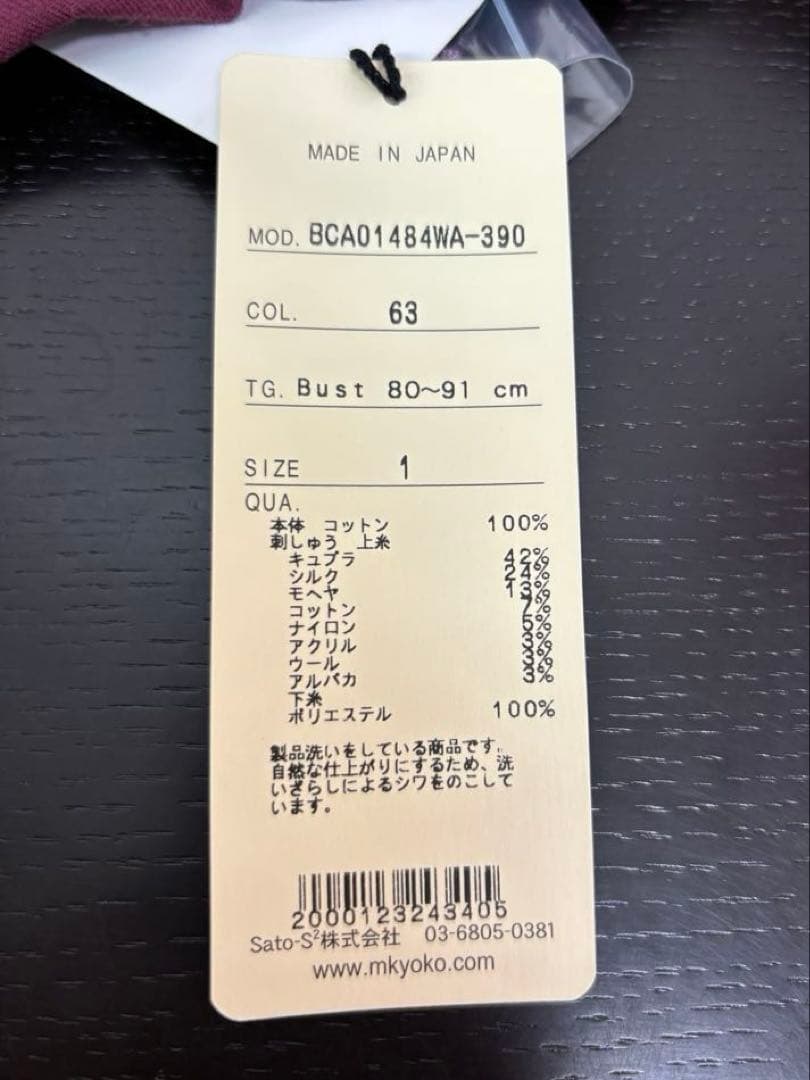 MADE IN JAPAN
MOD. BCA01484WA-390
COL. 63
TG. Bust 80〜91 cm
SIZE 1
QUA.
本体 コットン 100%
刺しゅう 上糸
キュプラ 42%
シルク 24%
モヘヤ 13%
コットン 7%
ナイロン 5%
アクリル 3%
ウール 3%
アルパカ 3%
下糸
ポリエステル 100%
製品洗いをしている商品です。
自然な仕上がりにするため、洗
いざらしによるシワをのこして
います。
2000123243405
Sato-S²株式会社 03-6805-0381
www.mkyoko.com